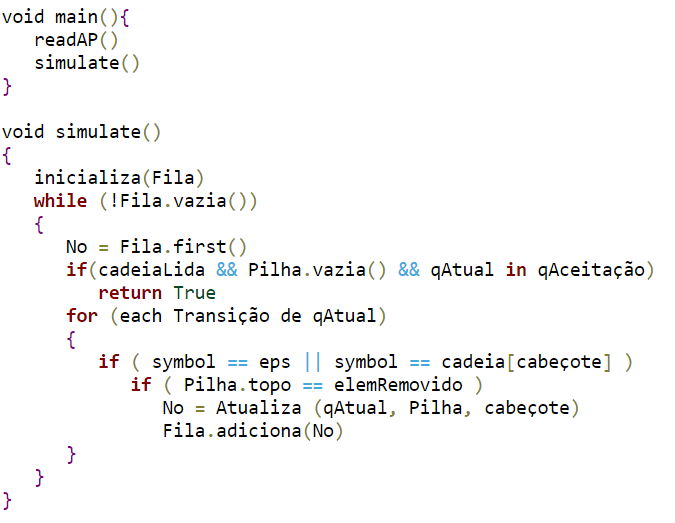 void main(){
   readAP()
   simulate()
}

void simulate()
{
   inicializa(Fila)
   while (!Fila.vazia())
   {
      No = Fila.first()
      if(cadeiaLida && Pilha.vazia() && qAtual in qAceitação)
         return True
      for (each Transição de qAtual)
      {
         if ( symbol == eps || symbol == cadeia[cabeçote] )
            if ( Pilha.topo == elemRemovido )
               No = Atualiza (qAtual, Pilha, cabeçote)
               Fila.adiciona(No)
      }
   }
}